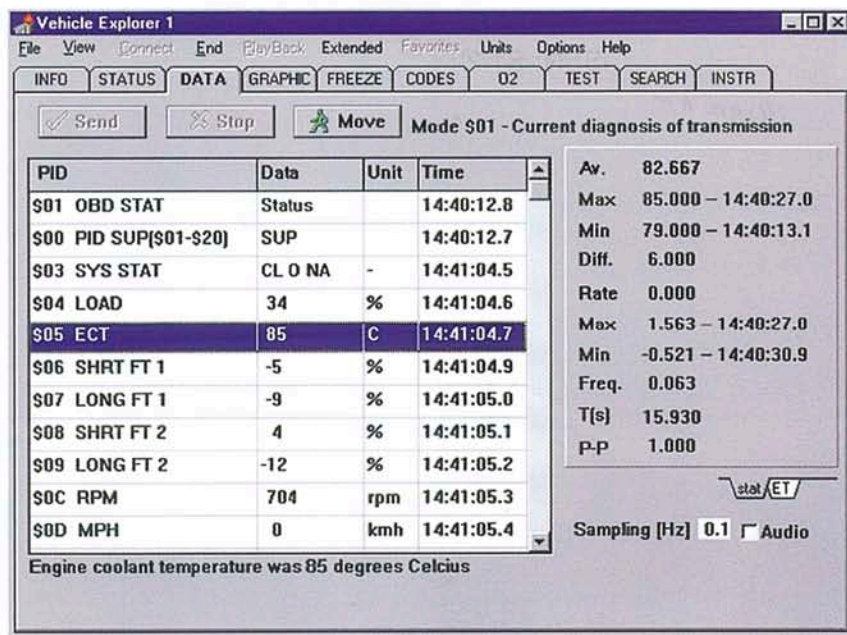 Vehicle Explorer 1
File View Connect End PlayBack Extended Favorites Units Options Help
INFO STATUS DATA GRAPHIC FREEZE CODES O2 TEST SEARCH INSTR
Send Stop Move Mode $01 - Current diagnosis of transmission
PID Data Unit Time
$01 OBD STAT Status 14:40:12.8
$00 PID SUP($01-$20) SUP 14:40:12.7
$03 SYS STAT CL O NA - 14:41:04.5
$04 LOAD 34 % 14:41:04.6
$05 ECT 85 C 14:41:04.7
$06 SHRT FT 1 -5 % 14:41:04.9
$07 LONG FT 1 -9 % 14:41:05.0
$08 SHRT FT 2 4 % 14:41:05.1
$09 LONG FT 2 -12 % 14:41:05.2
$0C RPM 704 rpm 14:41:05.3
$0D MPH 0 kmh 14:41:05.4
Engine coolant temperature was 85 degrees Celcius
Av. 82.667
Max 85.000 – 14:40:27.0
Min 79.000 – 14:40:13.1
Diff. 6.000
Rate 0.000
Max 1.563 – 14:40:27.0
Min -0.521 – 14:40:30.9
Freq. 0.063
T(s) 15.930
P-P 1.000
stat ET
Sampling [Hz] 0.1 Audio